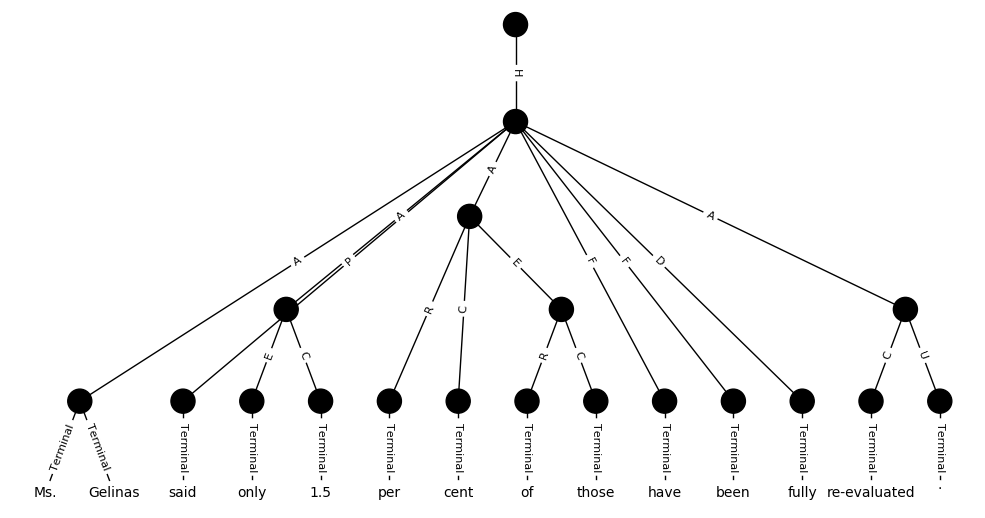 H
A
A
A
P
A
F
F
D
E
R
C
E
C
R
C
C
U
Terminal Terminal Terminal Terminal Terminal Terminal Terminal Terminal Terminal Terminal Terminal Terminal Terminal Terminal
Ms. Gelinas said only 1.5 per cent of those have been fully re-evaluated .